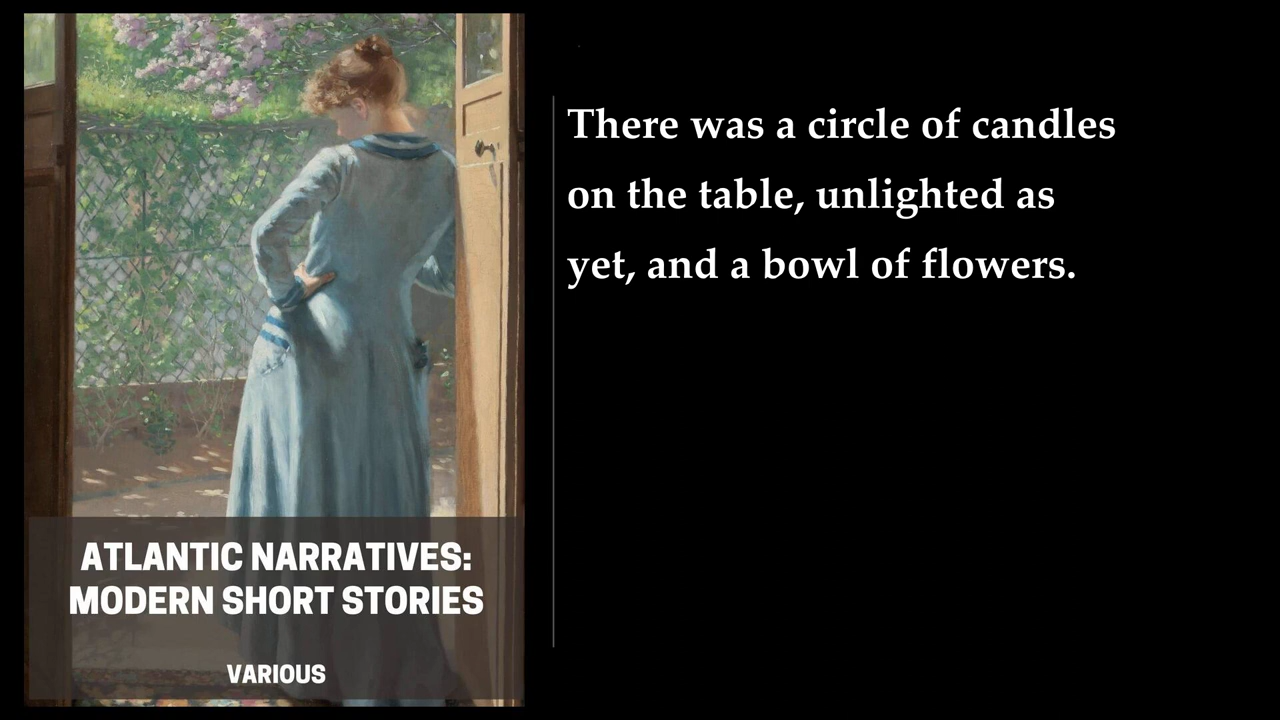 There was a circle of candles
on the table, unlighted as
yet, and a bowl of flowers.
ATLANTIC NARRATIVES:
MODERN SHORT STORIES
VARIOUS